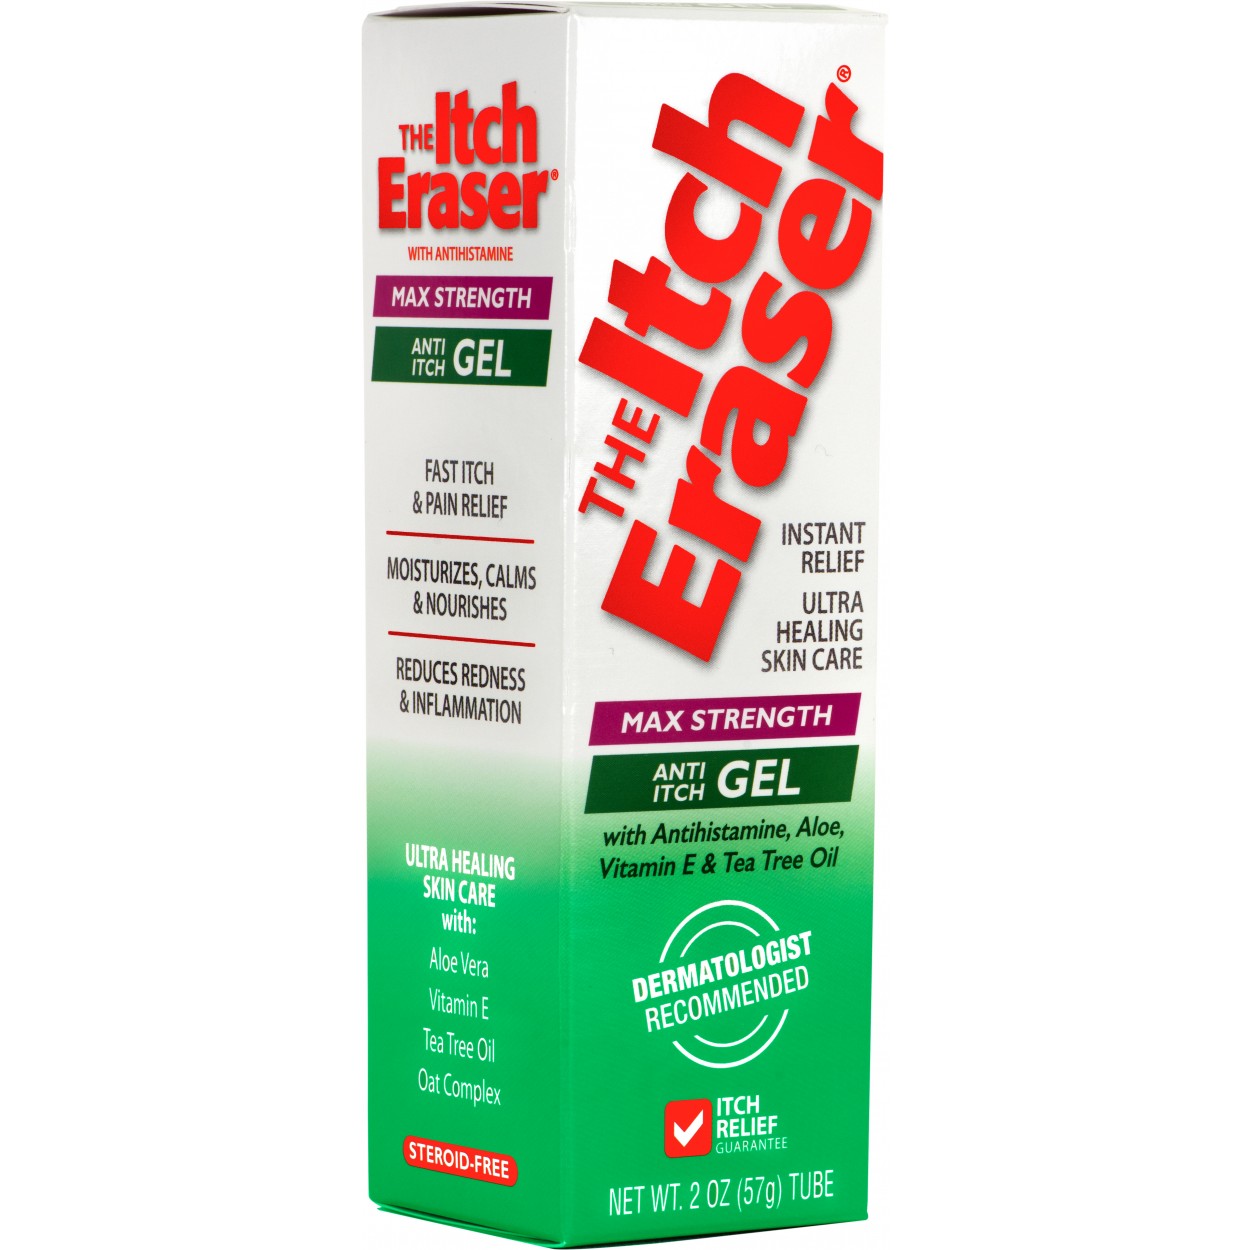 THE Itch
Eraser®
WITH ANTIHISTAMINE
MAX STRENGTH
ANTI
ITCH GEL
FAST ITCH
& PAIN RELIEF
MOISTURIZES, CALMS
& NOURISHES
REDUCES REDNESS
& INFLAMMATION
ULTRA HEALING
SKIN CARE
with:
Aloe Vera
Vitamin E
Tea Tree Oil
Oat Complex
STEROID-FREE
THE Itch
Eraser®
INSTANT
RELIEF
ULTRA
HEALING
SKIN CARE
MAX STRENGTH
ANTI
ITCH GEL
with Antihistamine, Aloe,
Vitamin E & Tea Tree Oil
DERMATOLOGIST
RECOMMENDED
ITCH
RELIEF
GUARANTEE
NET WT. 2 OZ (57g) TUBE